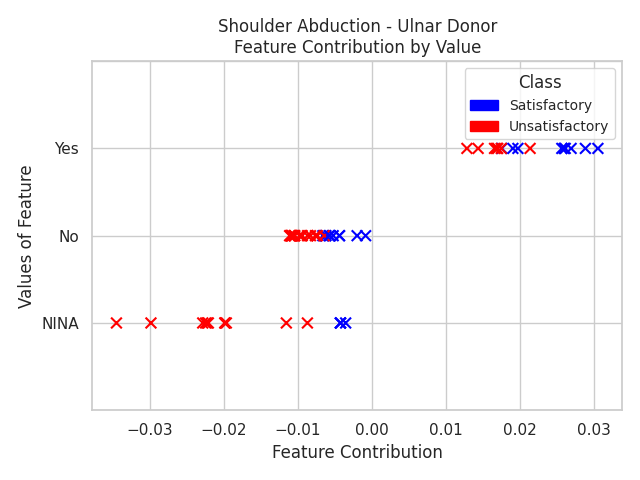 Shoulder Abduction - Ulnar Donor
Feature Contribution by Value
Class
Satisfactory
Unsatisfactory
Values of Feature
Yes
No
NINA
−0.03
−0.02
−0.01
0.00
0.01
0.02
0.03
Feature Contribution